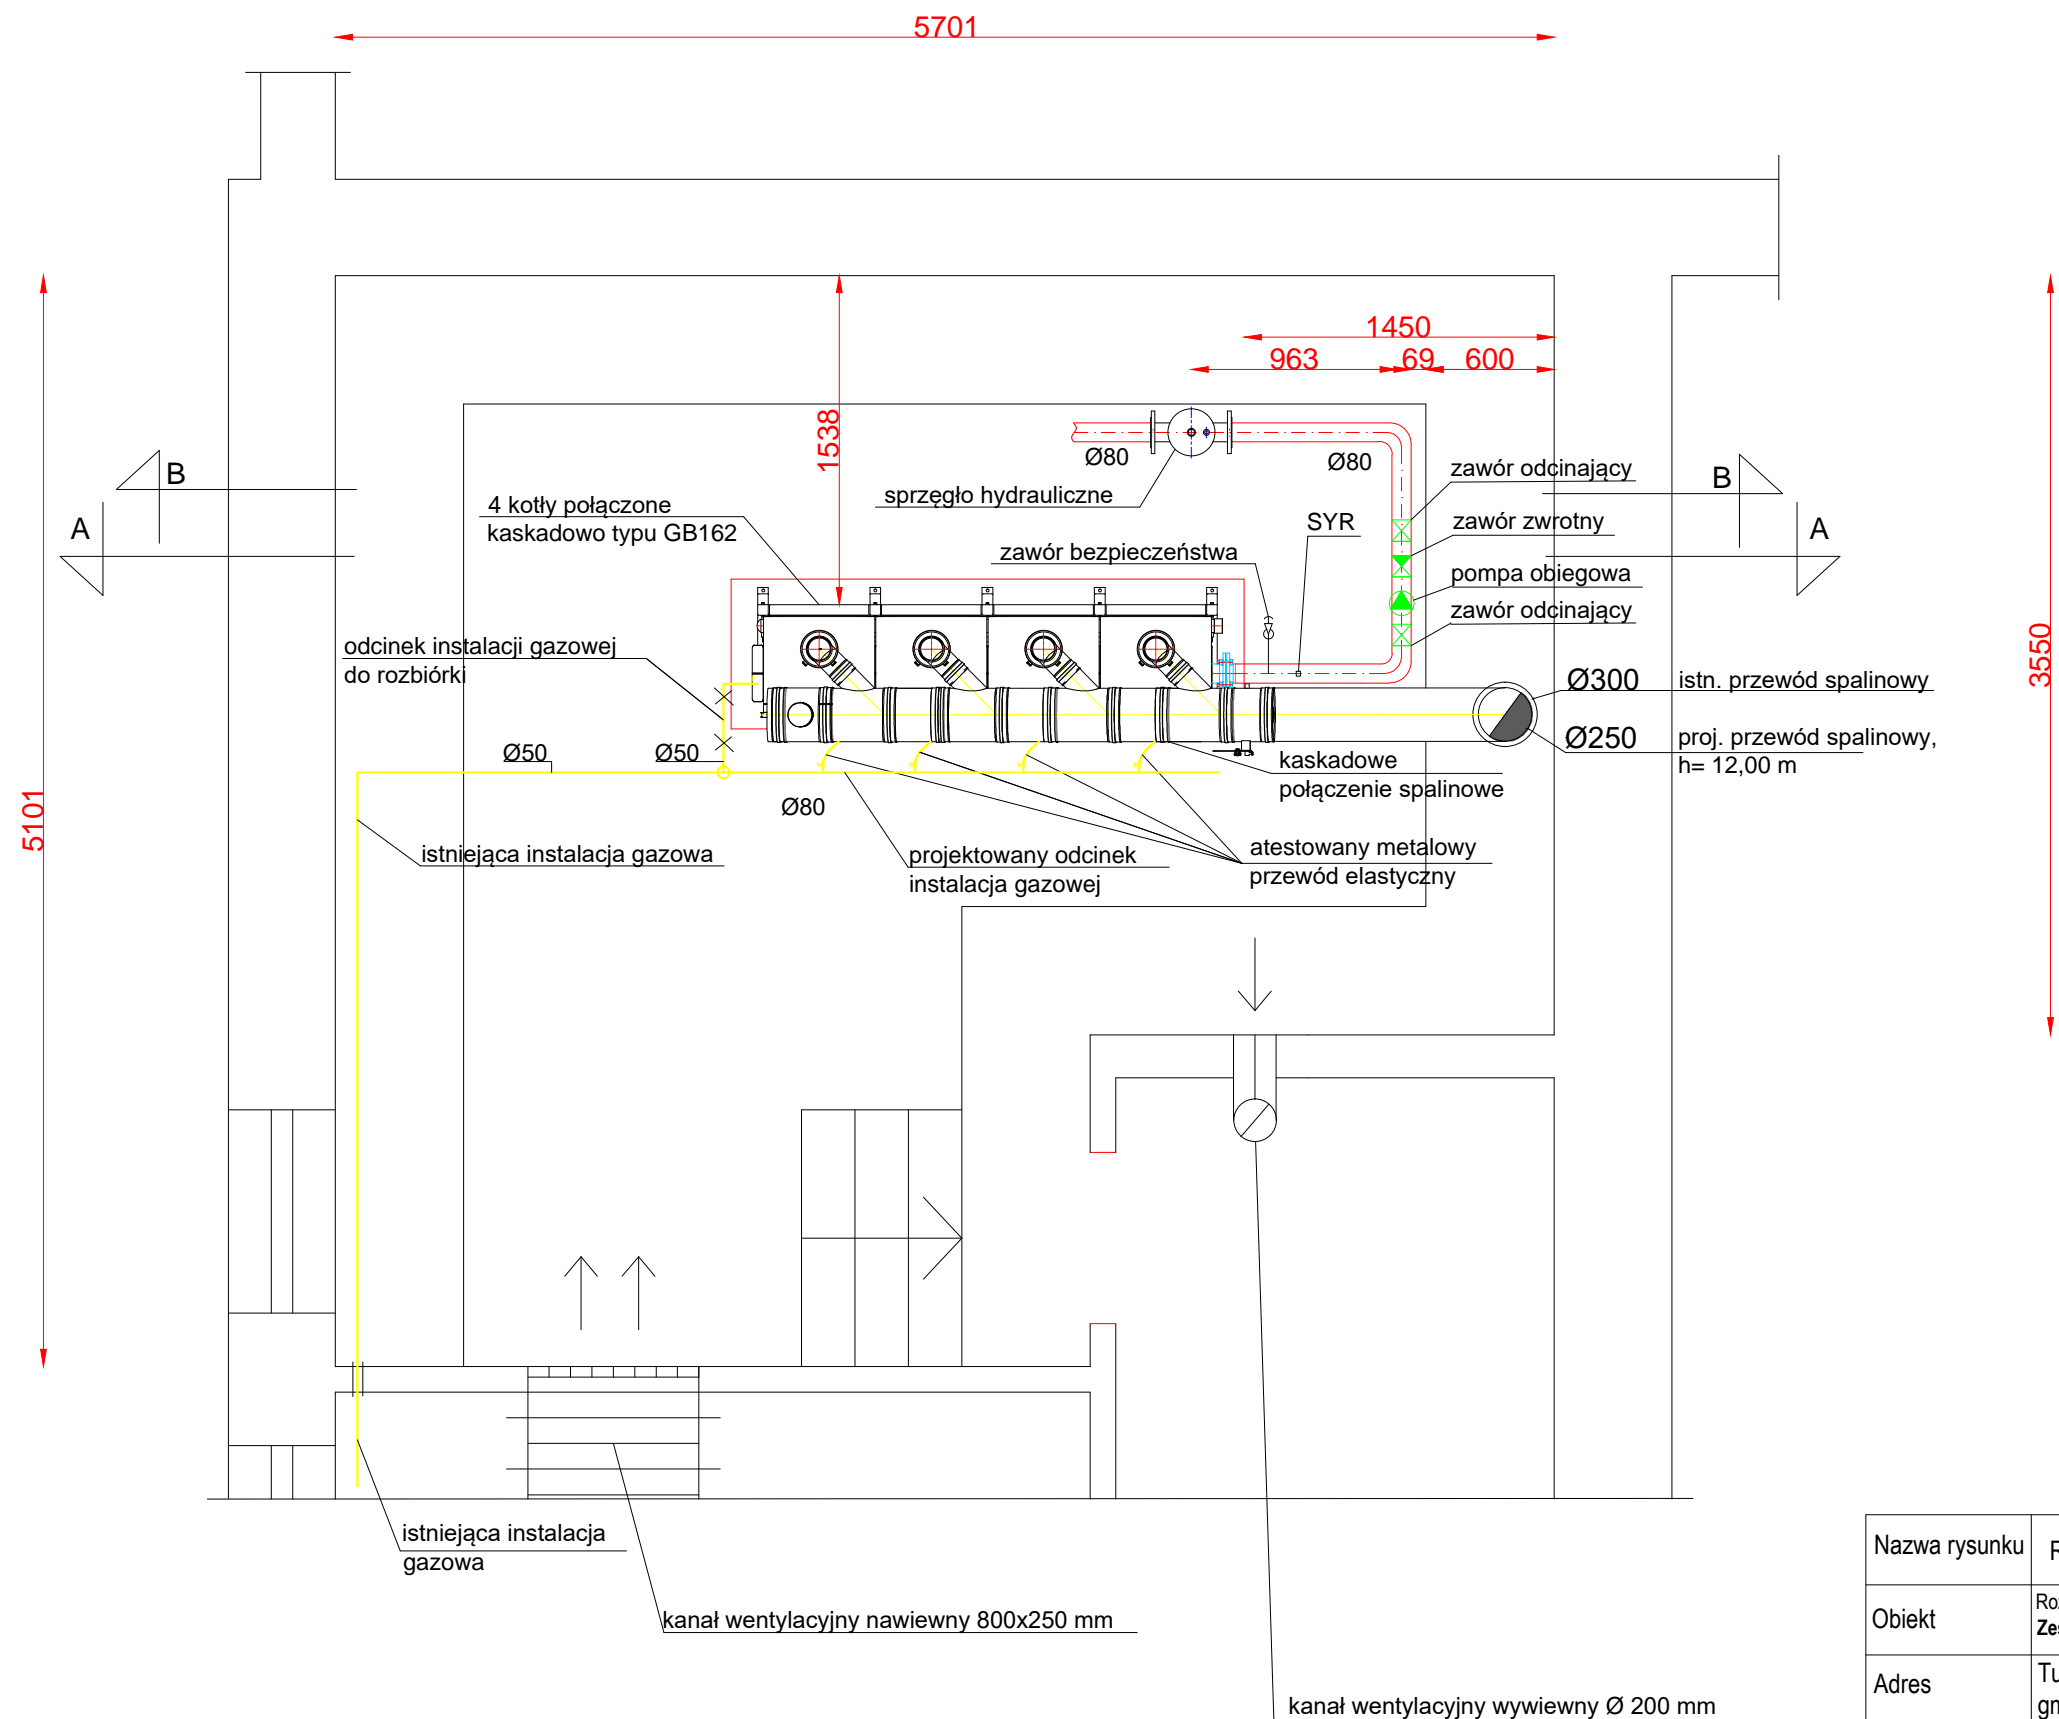 5701
1450
963
69
600
1538
B
A
Ø80
Ø80
sprzęgło hydrauliczne
4 kotły połączone
kaskadowo typu GB162
SYR
zawór bezpieczeństwa
zawór odcinający
zawór zwrotny
pompa obiegowa
zawór odcinający
B
A
odcinek instalacji gazowej
do rozbiórki
3550
Ø300
istn. przewód spalinowy
Ø250
proj. przewód spalinowy,
h= 12,00 m
Ø50
Ø50
kaskadowe
połączenie spalinowe
Ø80
5101
istniejąca instalacja gazowa
projektowany odcinek
instalacja gazowej
atestowany metalowy
przewód elastyczny
istniejąca instalacja
gazowa
kanał wentylacyjny nawiewny 800x250 mm
kanał wentylacyjny wywiewny Ø 200 mm
Nazwa rysunku
Obiekt
Adres